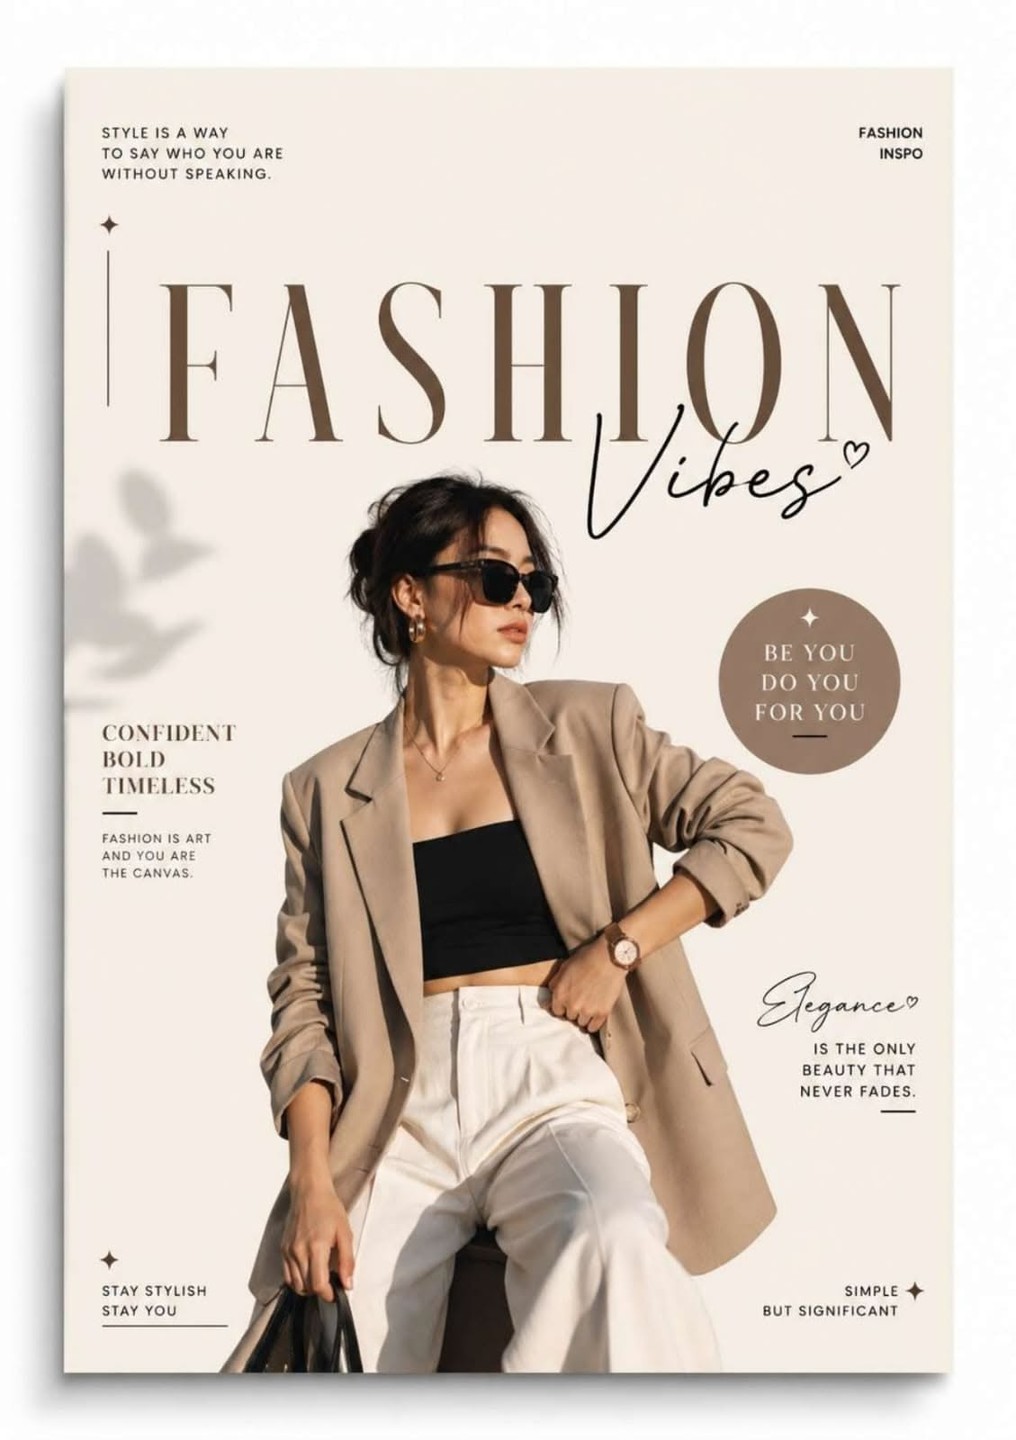 STYLE IS A WAY
TO SAY WHO YOU ARE
WITHOUT SPEAKING.
FASHION
INSPO
FASHION
Vibes
BE YOU
DO YOU
FOR YOU
CONFIDENT
BOLD
TIMELESS
FASHION IS ART
AND YOU ARE
THE CANVAS.
Elegance
IS THE ONLY
BEAUTY THAT
NEVER FADES.
STAY STYLISH
STAY YOU
SIMPLE
BUT SIGNIFICANT